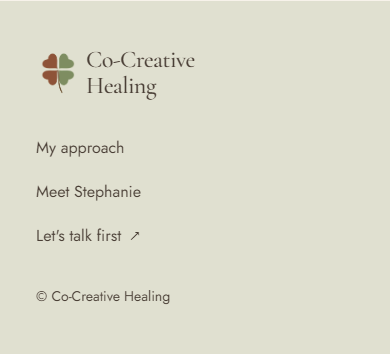 Co-Creative
Healing
My approach
Meet Stephanie
Let's talk first ↗
© Co-Creative Healing